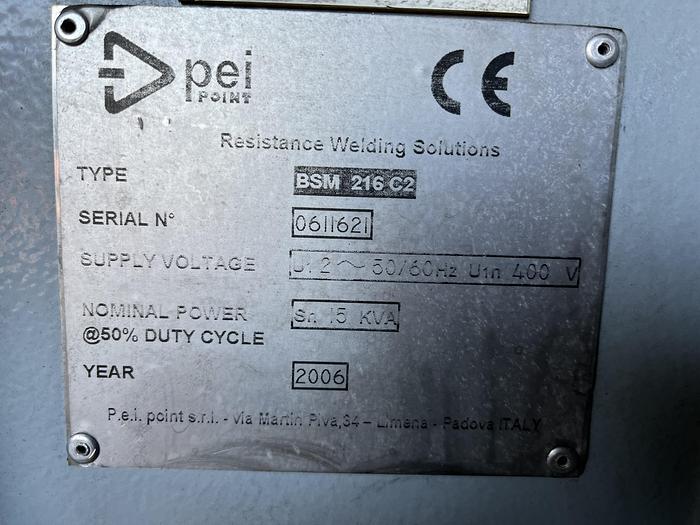 pei
POINT
CE
Resistance Welding Solutions
TYPE BSM 216 C2
SERIAL N° 0611621
SUPPLY VOLTAGE U1 2~ 50/60Hz U1n 400 V
NOMINAL POWER Sn 15 KVA
@50% DUTY CYCLE
YEAR 2006
P.e.i. point s.r.l. - via Martin Piva,34 – Limena - Padova ITALY